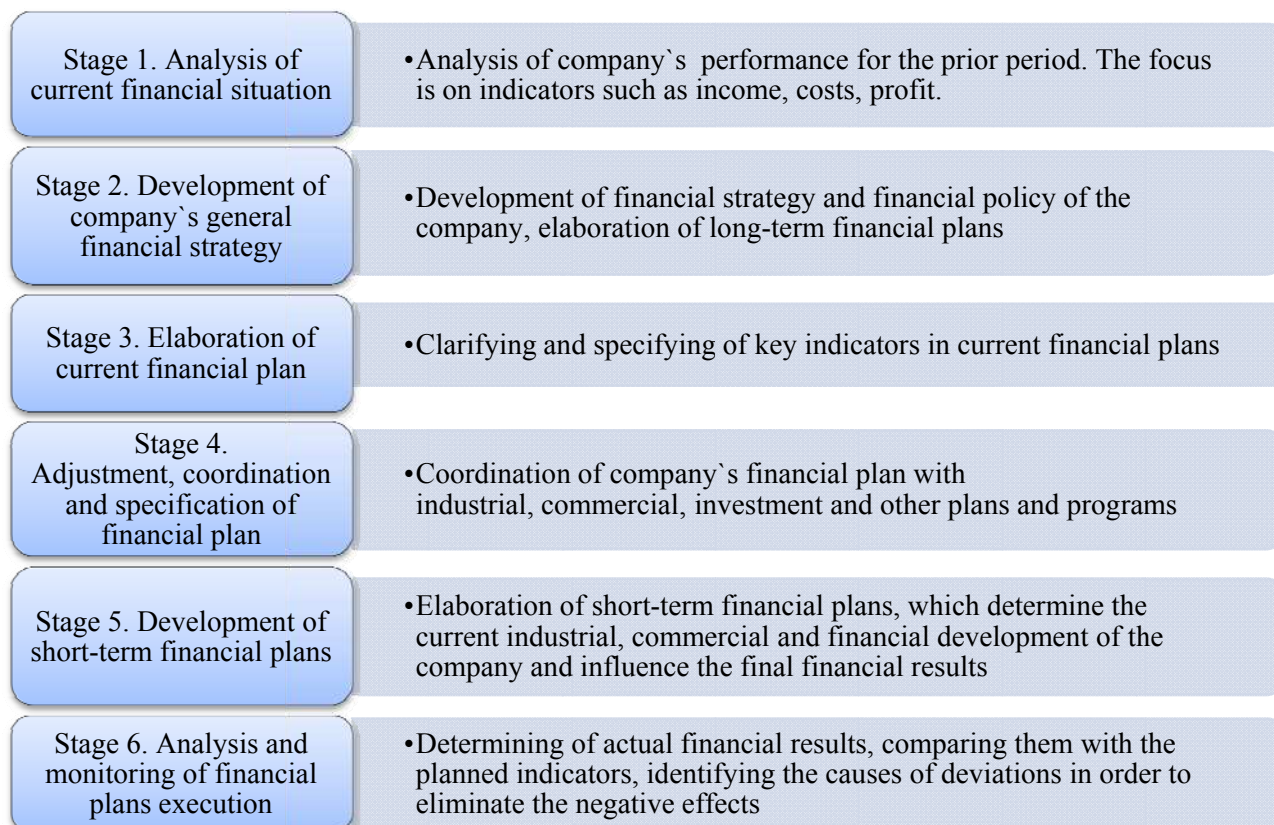 Stage 1. Analysis of
current financial situation
•Analysis of company`s  performance for the prior period. The focus
is on indicators such as income, costs, profit.
Stage 2. Development of
company`s general
financial strategy
•Development of financial strategy and financial policy of the
company, elaboration of long-term financial plans
Stage 3. Elaboration of
current financial plan
•Clarifying and specifying of key indicators in current financial plans
Stage 4.
Adjustment, coordination
and specification of
financial plan
•Coordination of company`s financial plan with
industrial, commercial, investment and other plans and programs
Stage 5. Development of
short-term financial plans
•Elaboration of short-term financial plans, which determine the
current industrial, commercial and financial development of the
company and influence the final financial results
Stage 6. Analysis and
monitoring of financial
plans execution
•Determining of actual financial results, comparing them with the
planned indicators, identifying the causes of deviations in order to
eliminate the negative effects